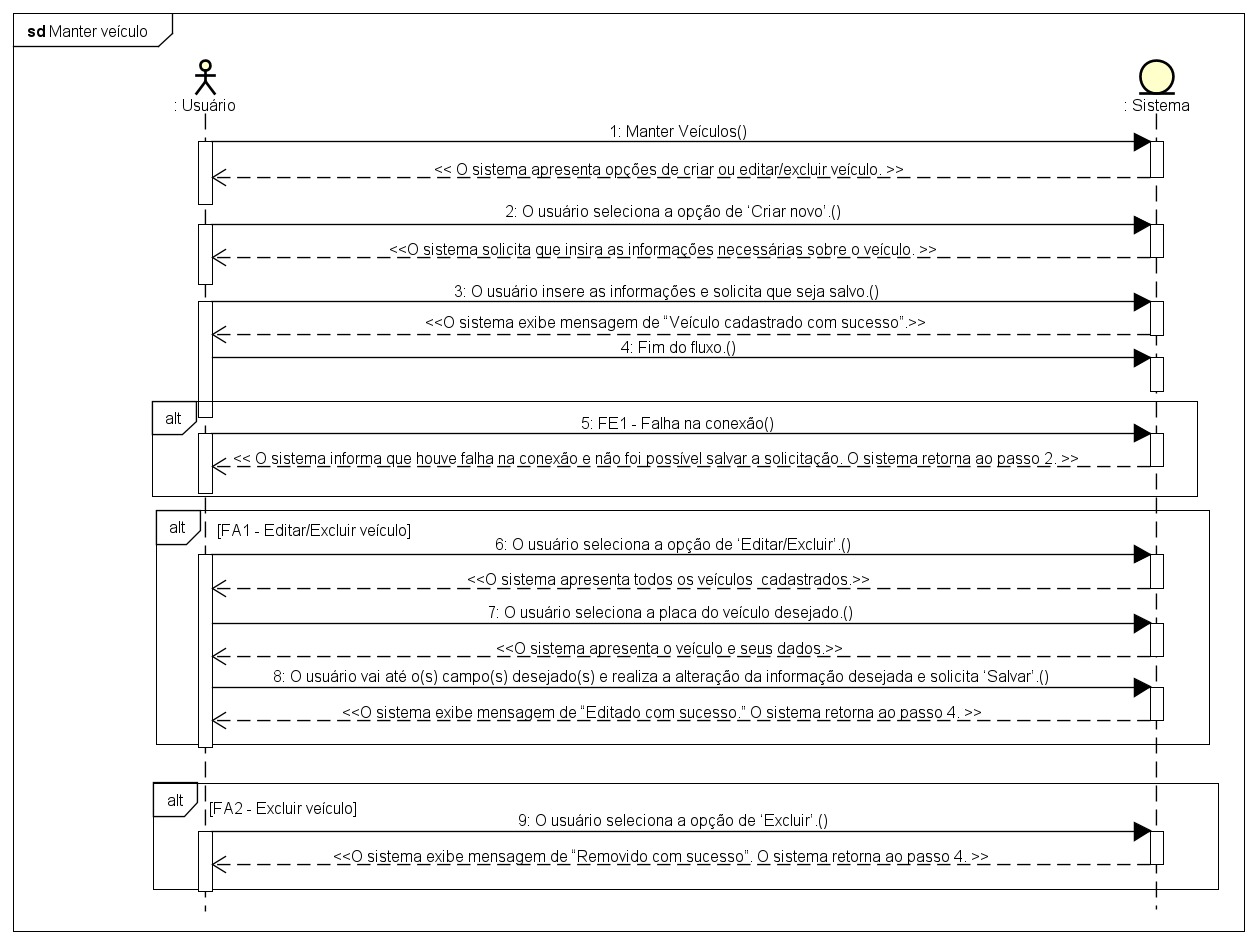 sd Manter veículo
: Usuário
: Sistema
1: Manter Veículos()
<< O sistema apresenta opções de criar ou editar/excluir veículo. >>
2: O usuário seleciona a opção de ‘Criar novo’.()
<<O sistema solicita que insira as informações necessárias sobre o veículo. >>
3: O usuário insere as informações e solicita que seja salvo.()
<<O sistema exibe mensagem de “Veículo cadastrado com sucesso”.>>
4: Fim do fluxo.()
alt
5: FE1 - Falha na conexão()
<< O sistema informa que houve falha na conexão e não foi possível salvar a solicitação. O sistema retorna ao passo 2. >>
alt
[FA1 - Editar/Excluir veículo]
6: O usuário seleciona a opção de ‘Editar/Excluir’.()
<<O sistema apresenta todos os veículos  cadastrados.>>
7: O usuário seleciona a placa do veículo desejado.()
<<O sistema apresenta o veículo e seus dados.>>
8: O usuário vai até o(s) campo(s) desejado(s) e realiza a alteração da informação desejada e solicita ‘Salvar’.()
<<O sistema exibe mensagem de “Editado com sucesso.” O sistema retorna ao passo 4. >>
alt
[FA2 - Excluir veículo]
9: O usuário seleciona a opção de ‘Excluir’.()
<<O sistema exibe mensagem de “Removido com sucesso”. O sistema retorna ao passo 4. >>